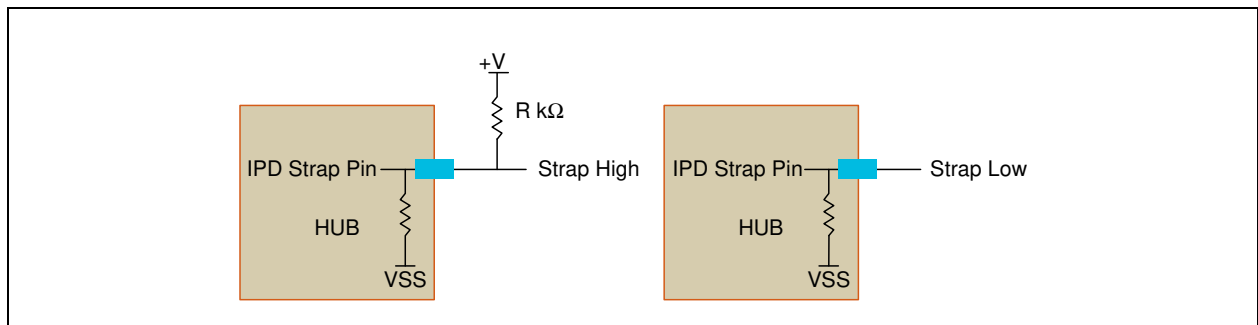 +V
R kΩ
IPD Strap Pin
Strap High
HUB
VSS
IPD Strap Pin
Strap Low
HUB
VSS